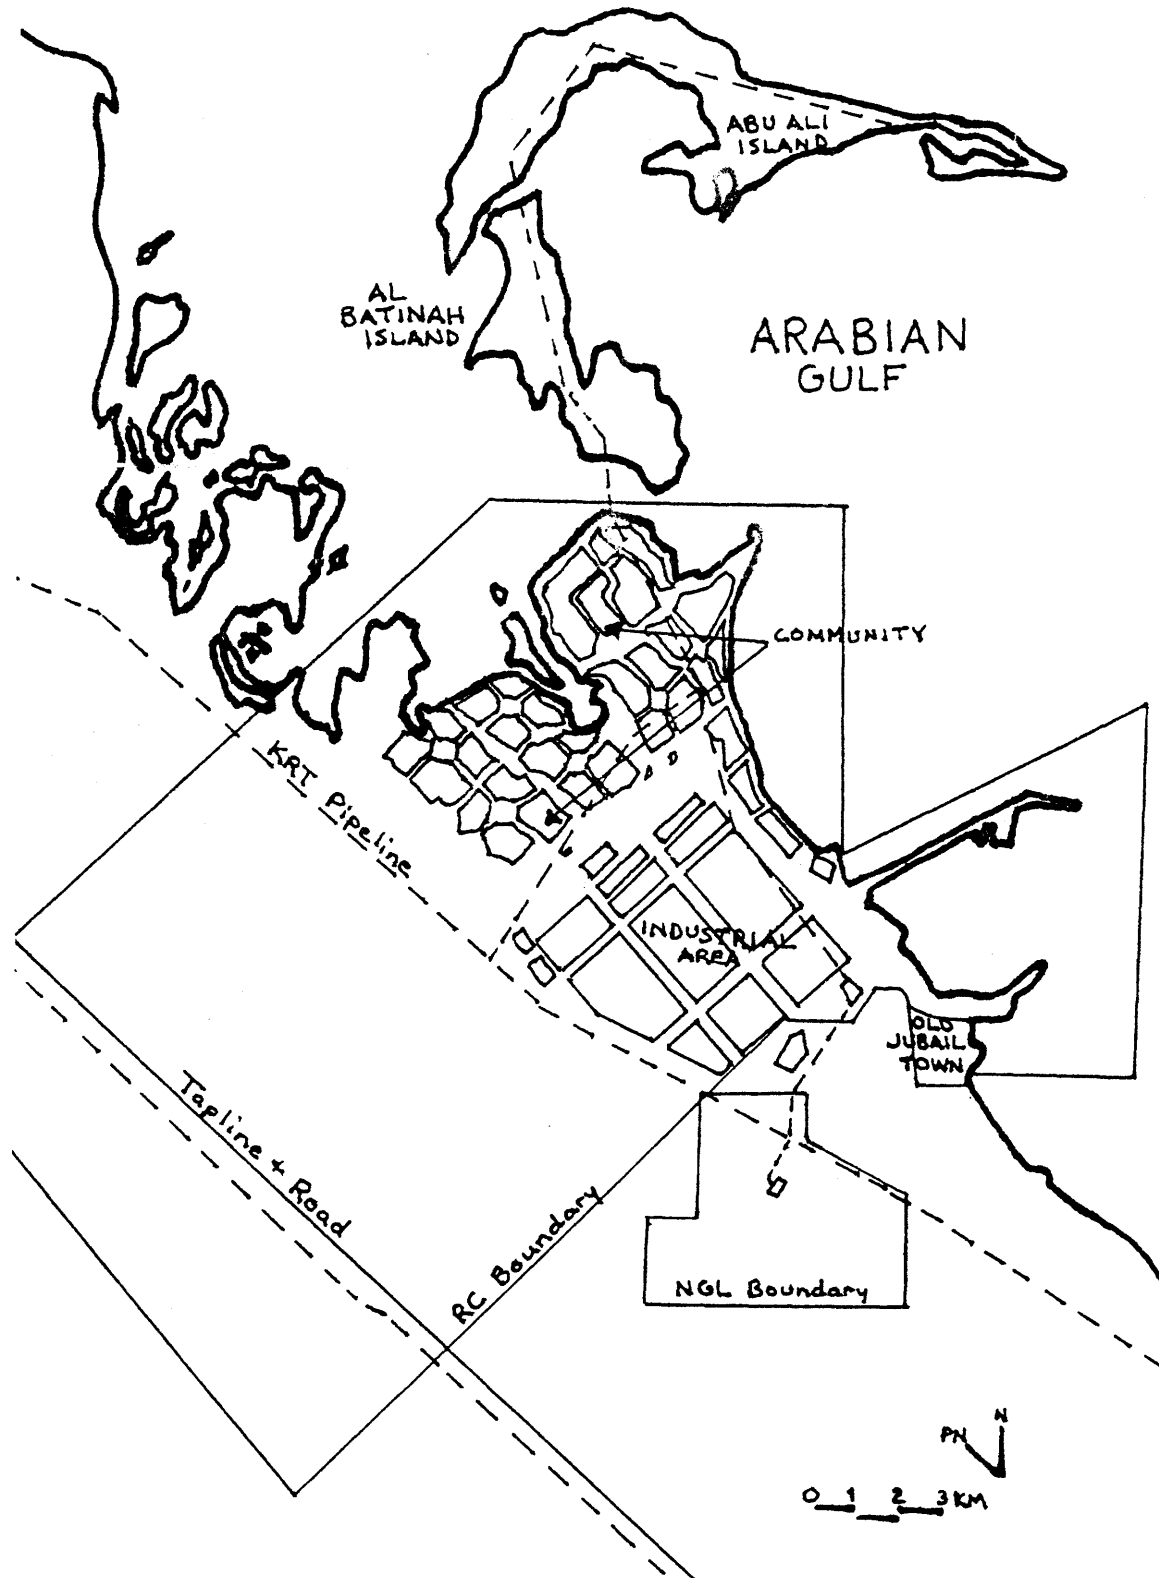 ABU ALI
ISLAND
AL
BATINAH
ISLAND
ARABIAN
GULF
COMMUNITY
KRT Pipeline
INDUSTRIAL
AREA
OLD
JUBAIL
TOWN
Tapline & Road
RC Boundary
NGL Boundary
N
PN
0 1 2 3 KM